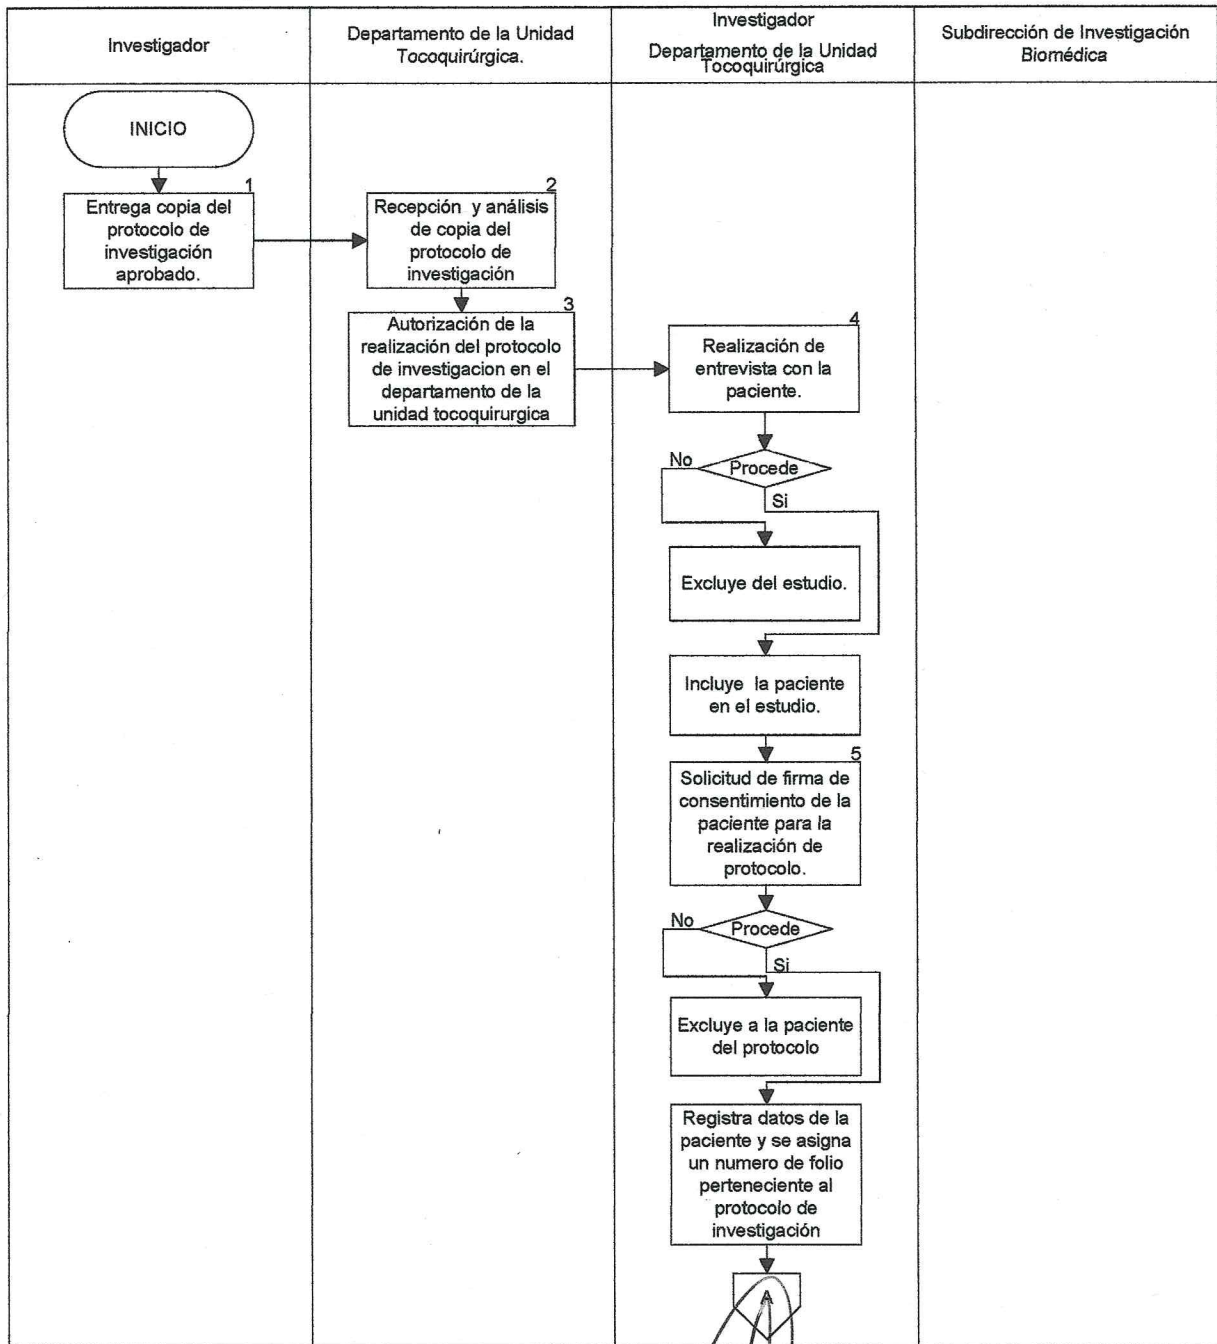 Investigador
Departamento de la Unidad
Tocoquirúrgica.
Investigador
Departamento de la Unidad
Tocoquirúrgica
Subdirección de Investigación
Biomédica
INICIO
1
Entrega copia del
protocolo de
investigación
aprobado.
2
Recepción y análisis
de copia del
protocolo de
investigación
3
Autorización de la
realización del protocolo
de investigacion en el
departamento de la
unidad tocoquirurgica
4
Realización de
entrevista con la
paciente.
No
Procede
Si
Excluye del estudio.
Incluye la paciente
en el estudio.
5
Solicitud de firma de
consentimiento de la
paciente para la
realización de
protocolo.
No
Procede
Si
Excluye a la paciente
del protocolo
Registra datos de la
paciente y se asigna
un numero de folio
perteneciente al
protocolo de
investigación